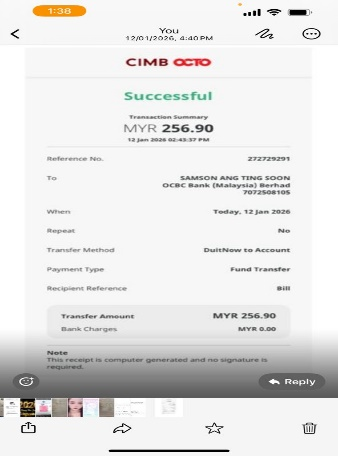 1:38
You
12/01/2026, 4:40PM
CIMB OCTO
Successful
Transaction Summary
MYR 256.90
12 Jan 2026 02:43:37 PM
Reference No. 272729291
To SAMSON ANG TING SOON
OCBC Bank (Malaysia) Berhad
7072508105
When Today, 12 Jan 2026
Repeat No
Transfer Method DuitNow to Account
Payment Type Fund Transfer
Recipient Reference Bill
Transfer Amount MYR 256.90
Bank Charges MYR 0.00
Note
This receipt is computer generated and no signature is
required.
Reply